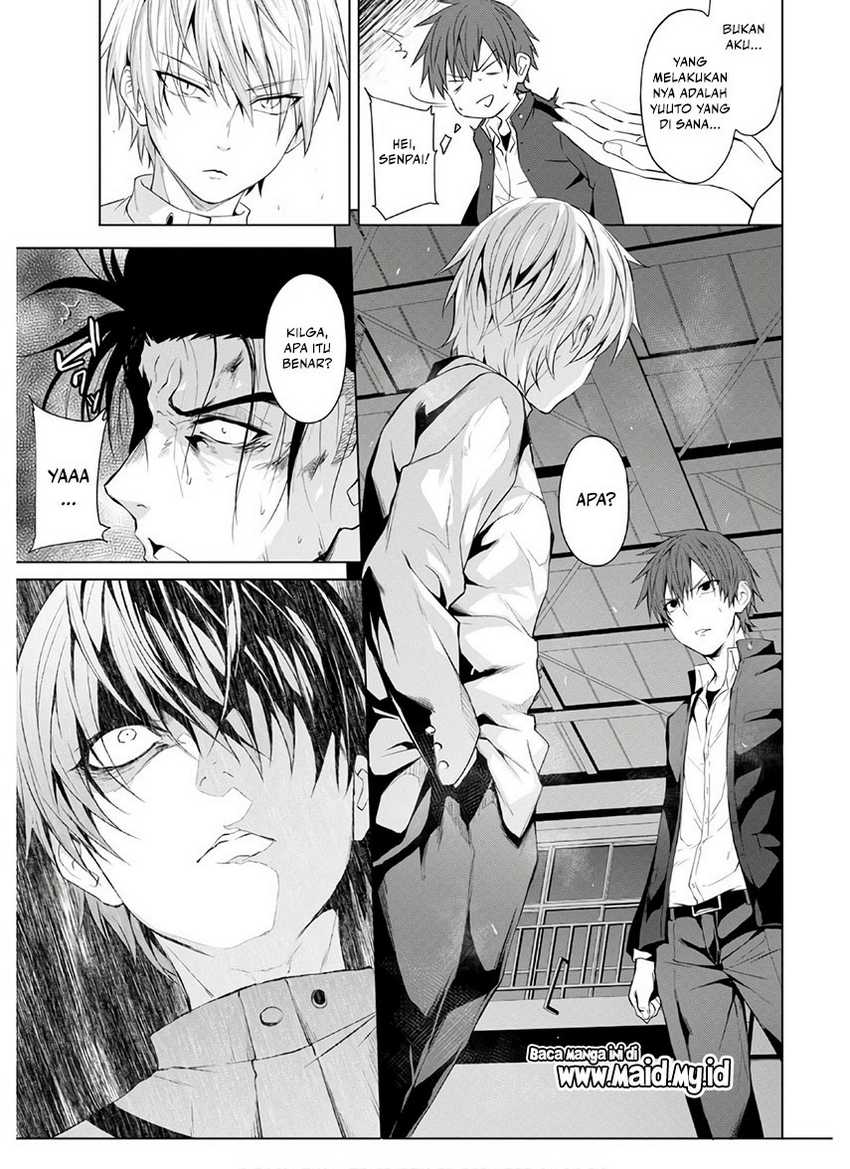 BUKAN
AKU...
YANG
MELAKUKAN
NYA ADALAH
YUUTO YANG
DI SANA...
HEI,
SENPAI!
APA?
KILGA,
APA ITU
BENAR?
YAAA
...
Baca manga ini di
www.Maid.my.id